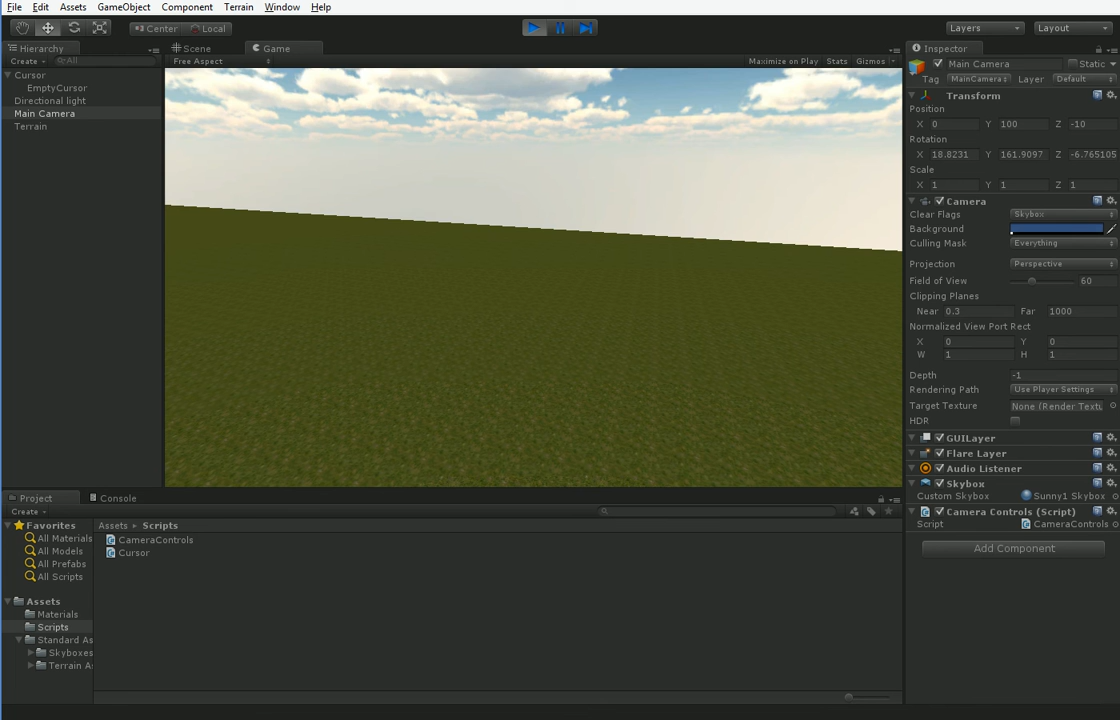 File Edit Assets GameObject Component Terrain Window Help
Center Local Layers Layout
Hierarchy Scene Game Inspector
Create All Free Aspect Maximize on Play Stats Gizmos Main Camera Static
Cursor Tag MainCamera Layer Default
EmptyCursor Transform
Directional light Position
Main Camera X 0 Y 100 Z -10
Terrain Rotation
X 18.8231 Y 161.9097 Z -6.765105
Scale
X 1 Y 1 Z 1
Camera
Clear Flags Skybox
Background
Culling Mask Everything
Projection Perspective
Field of View 60
Clipping Planes
Near 0.3 Far 1000
Normalized View Port Rect
X 0 Y 0
W 1 H 1
Depth -1
Rendering Path Use Player Settings
Target Texture None (Render Textu
HDR
GUILayer
Flare Layer
Audio Listener
Skybox
Custom Skybox Sunny1 Skybox
Camera Controls (Script)
Script CameraControls
Add Component
Project Console
Create
Favorites Assets Scripts
All Materials CameraControls
All Models Cursor
All Prefabs
All Scripts
Assets
Materials
Scripts
Standard As
Skyboxes
Terrain As